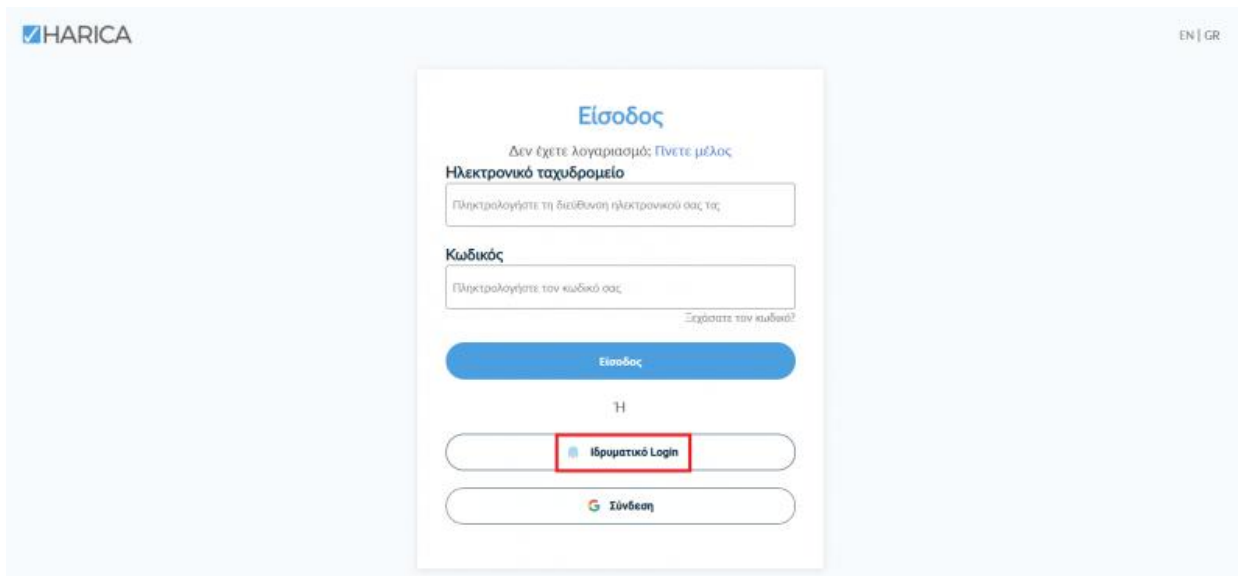 HARICA
EN | GR
Είσοδος
Δεν έχετε λογαριασμό; Γίνετε μέλος
Ηλεκτρονικό ταχυδρομείο
Πληκτρολογήστε τη διεύθυνση ηλεκτρονικού σας τα;
Κωδικός
Πληκτρολογήστε τον κωδικό σας
Ξεχάσατε τον κωδικό?
Είσοδος
Ή
Ιδρυματικό Login
Σύνδεση